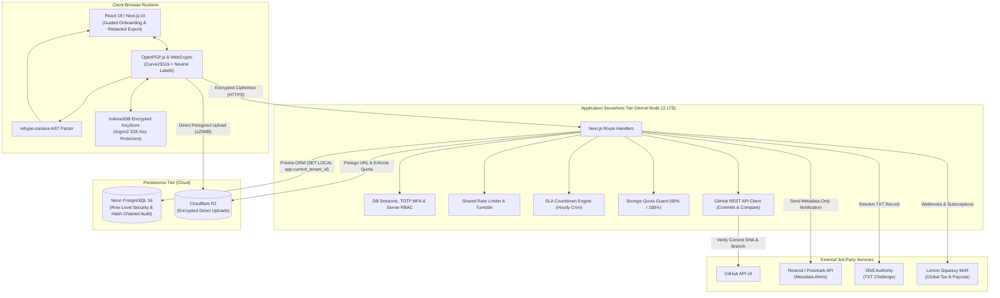 Client Browser Runtime
React 18 / Next.js UI
(Guided Onboarding &
Redacted Export)
OpenPGP.js & WebCrypto
(Curve25519 + Neutral
Labels)
Encrypted Ciphertext
(HTTPS)
rehype-sanitize AST Parser
IndexedDB Encrypted
KeyStore
(Argon2 S2K Key
Protection)
Direct Presigned Upload
(≤25MB)
Application Serverless Tier (Vercel Node 22 LTS)
Next.js Route Handlers
Prisma ORM (SET LOCAL
app.current_tenant_id)
Presign URL & Enforce
Quota
DB Sessions, TOTP MFA &
Server RBAC
Shared Rate Limiter &
Turnstile
SLA Countdown Engine
(Hourly Cron)
Storage Quota Guard (90%
/ 100%)
GitHub REST API Client
(Commits & Compare)
Send Metadata-Only
Notification
Resolve TXT Record
Webhooks & Subscriptions
Persistence Tier (Cloud)
Neon PostgreSQL 16
(Row-Level Security &
Hash-Chained Audit)
Cloudflare R2
(Encrypted Direct Uploads)
Verify Commit SHA &
Branch
External 3rd-Party Services
GitHub API v3
Resend / Postmark API
(Metadata Alerts)
DNS Authority
(TXT Challenge)
Lemon Squeezy MoR
(Global Tax & Payouts)